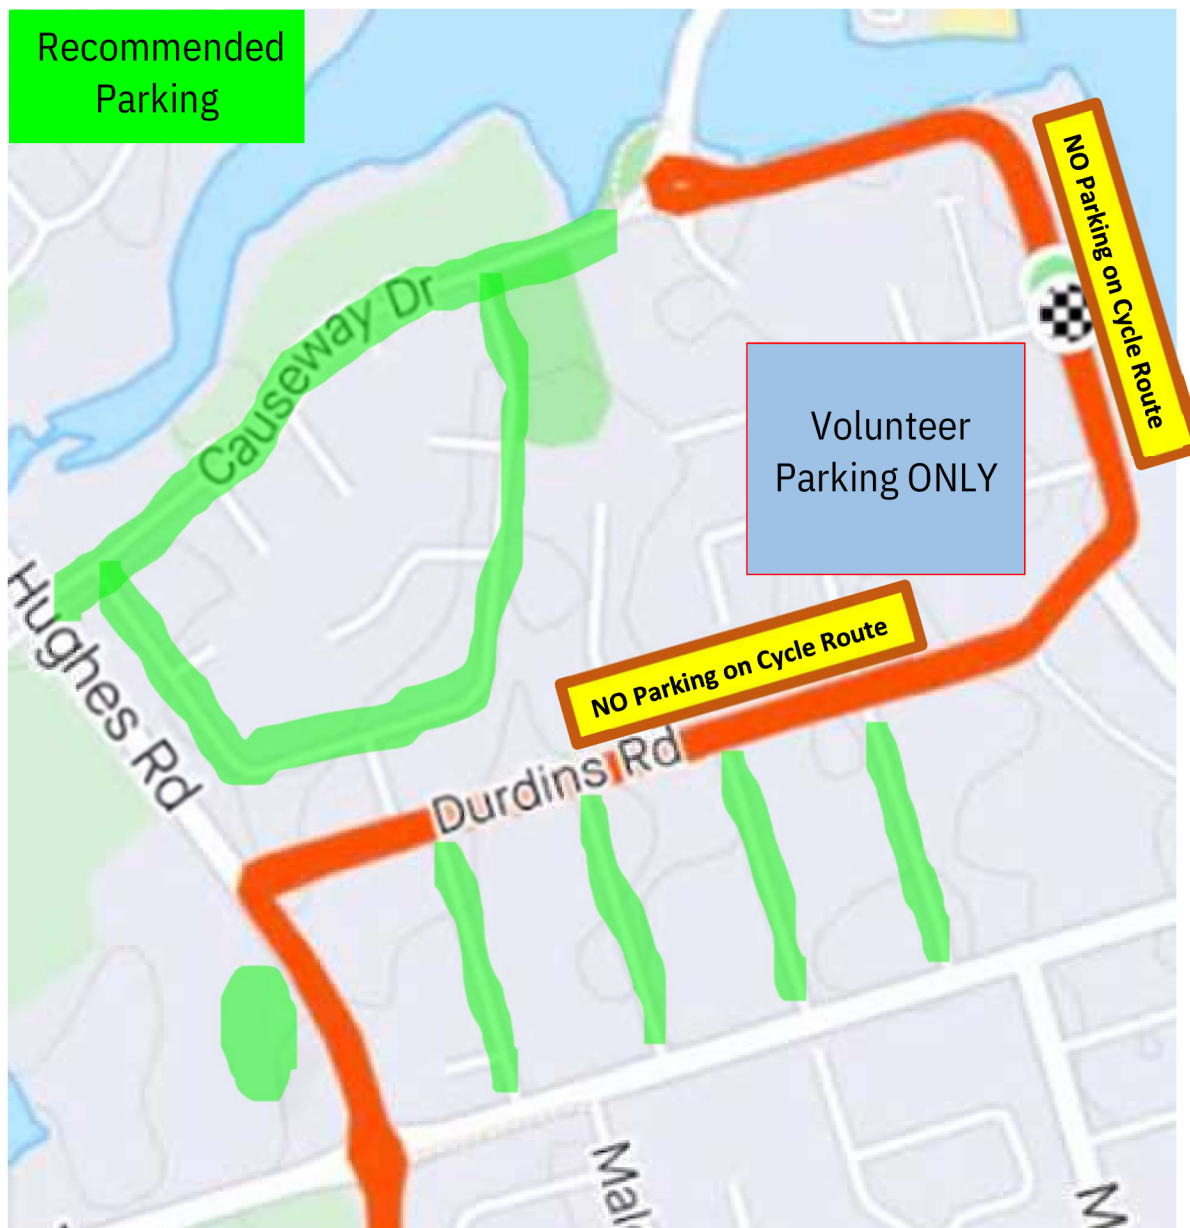 Recommended
Parking
NO Parking on Cycle Route
Causeway Dr
Volunteer
Parking ONLY
Hughes Rd
NO Parking on Cycle Route
Durdins Rd